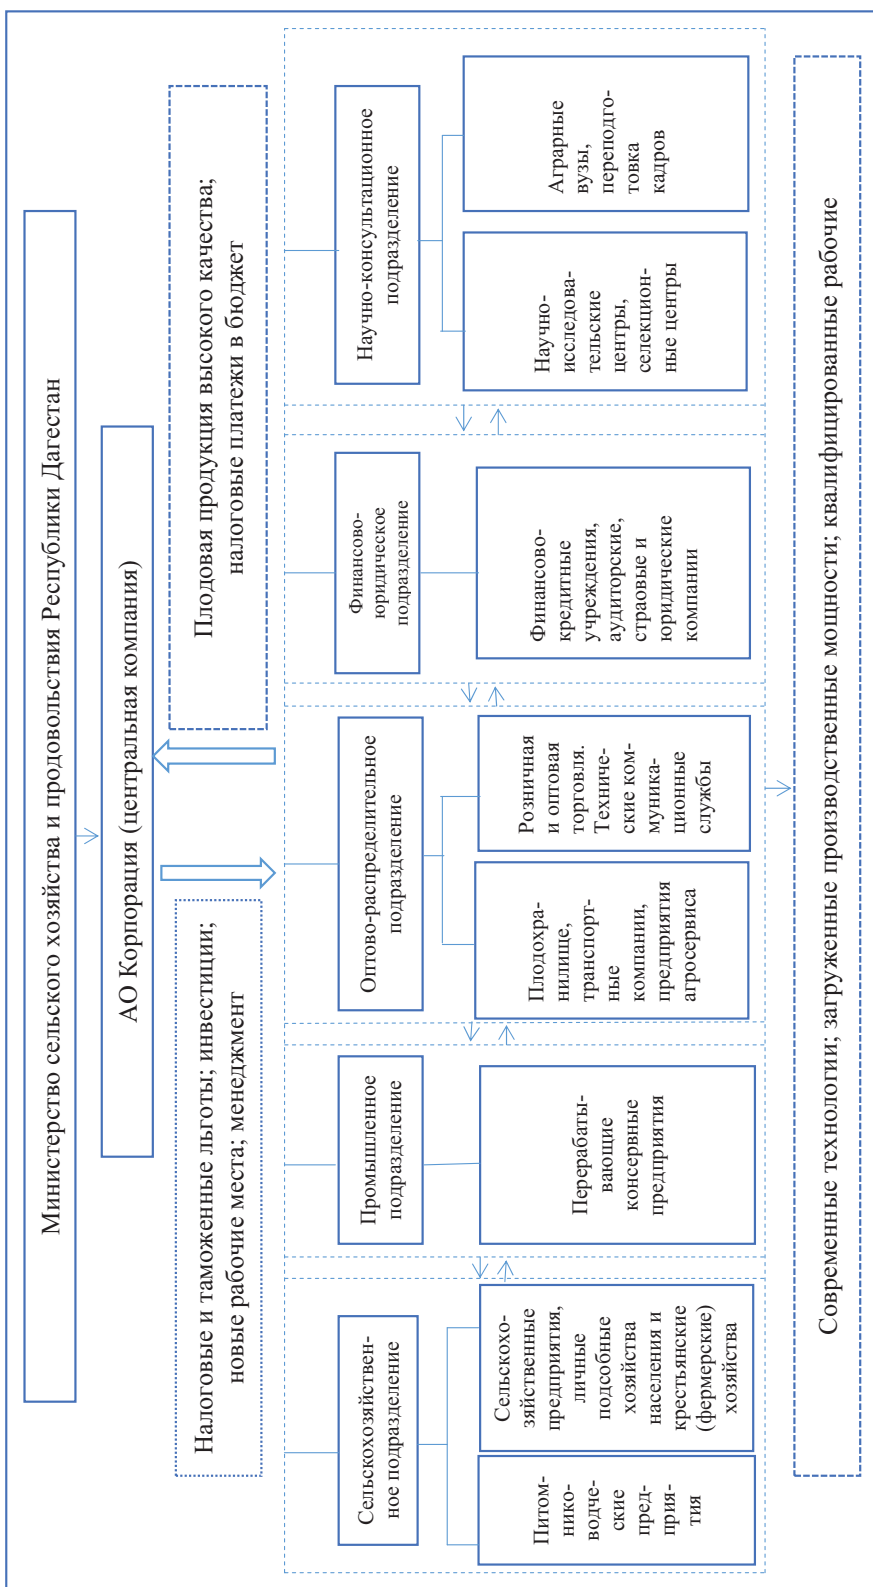 Министерство сельского хозяйства и продовольствия Республики Дагестан
АО Корпорация (центральная компания)
Налоговые и таможенные льготы; инвестиции;
новые рабочие места; менеджмент
Плодовая продукция высокого качества;
налоговые платежи в бюджет
Сельскохозяйствен-
ное подразделение
Промышленное
подразделение
Оптово-распределительное
подразделение
Финансово-
юридическое
подразделение
Научно-консультационное
подразделение
Питом-
нико-
водче-
ские
пред-
прия-
тия
Сельскохо-
зяйственные
предприятия,
личные
подсобные
хозяйства
населения и
крестьянские
(фермерские)
хозяйства
Перерабаты-
вающие
консервные
предприятия
Плодохра-
нилище,
транспорт-
ные
компании,
предприятия
агросервиса
Розничная
и оптовая
торговля.
Техниче-
ские ком-
муника-
ционные
службы
Финансово-
кредитные
учреждения,
аудиторские,
страовые и
юридические
компании
Научно-
исследова-
тельские
центры,
селекцион-
ные центры
Аграрные
вузы,
переподго-
товка
кадров
Современные технологии; загруженные производственные мощности; квалифицированные рабочие